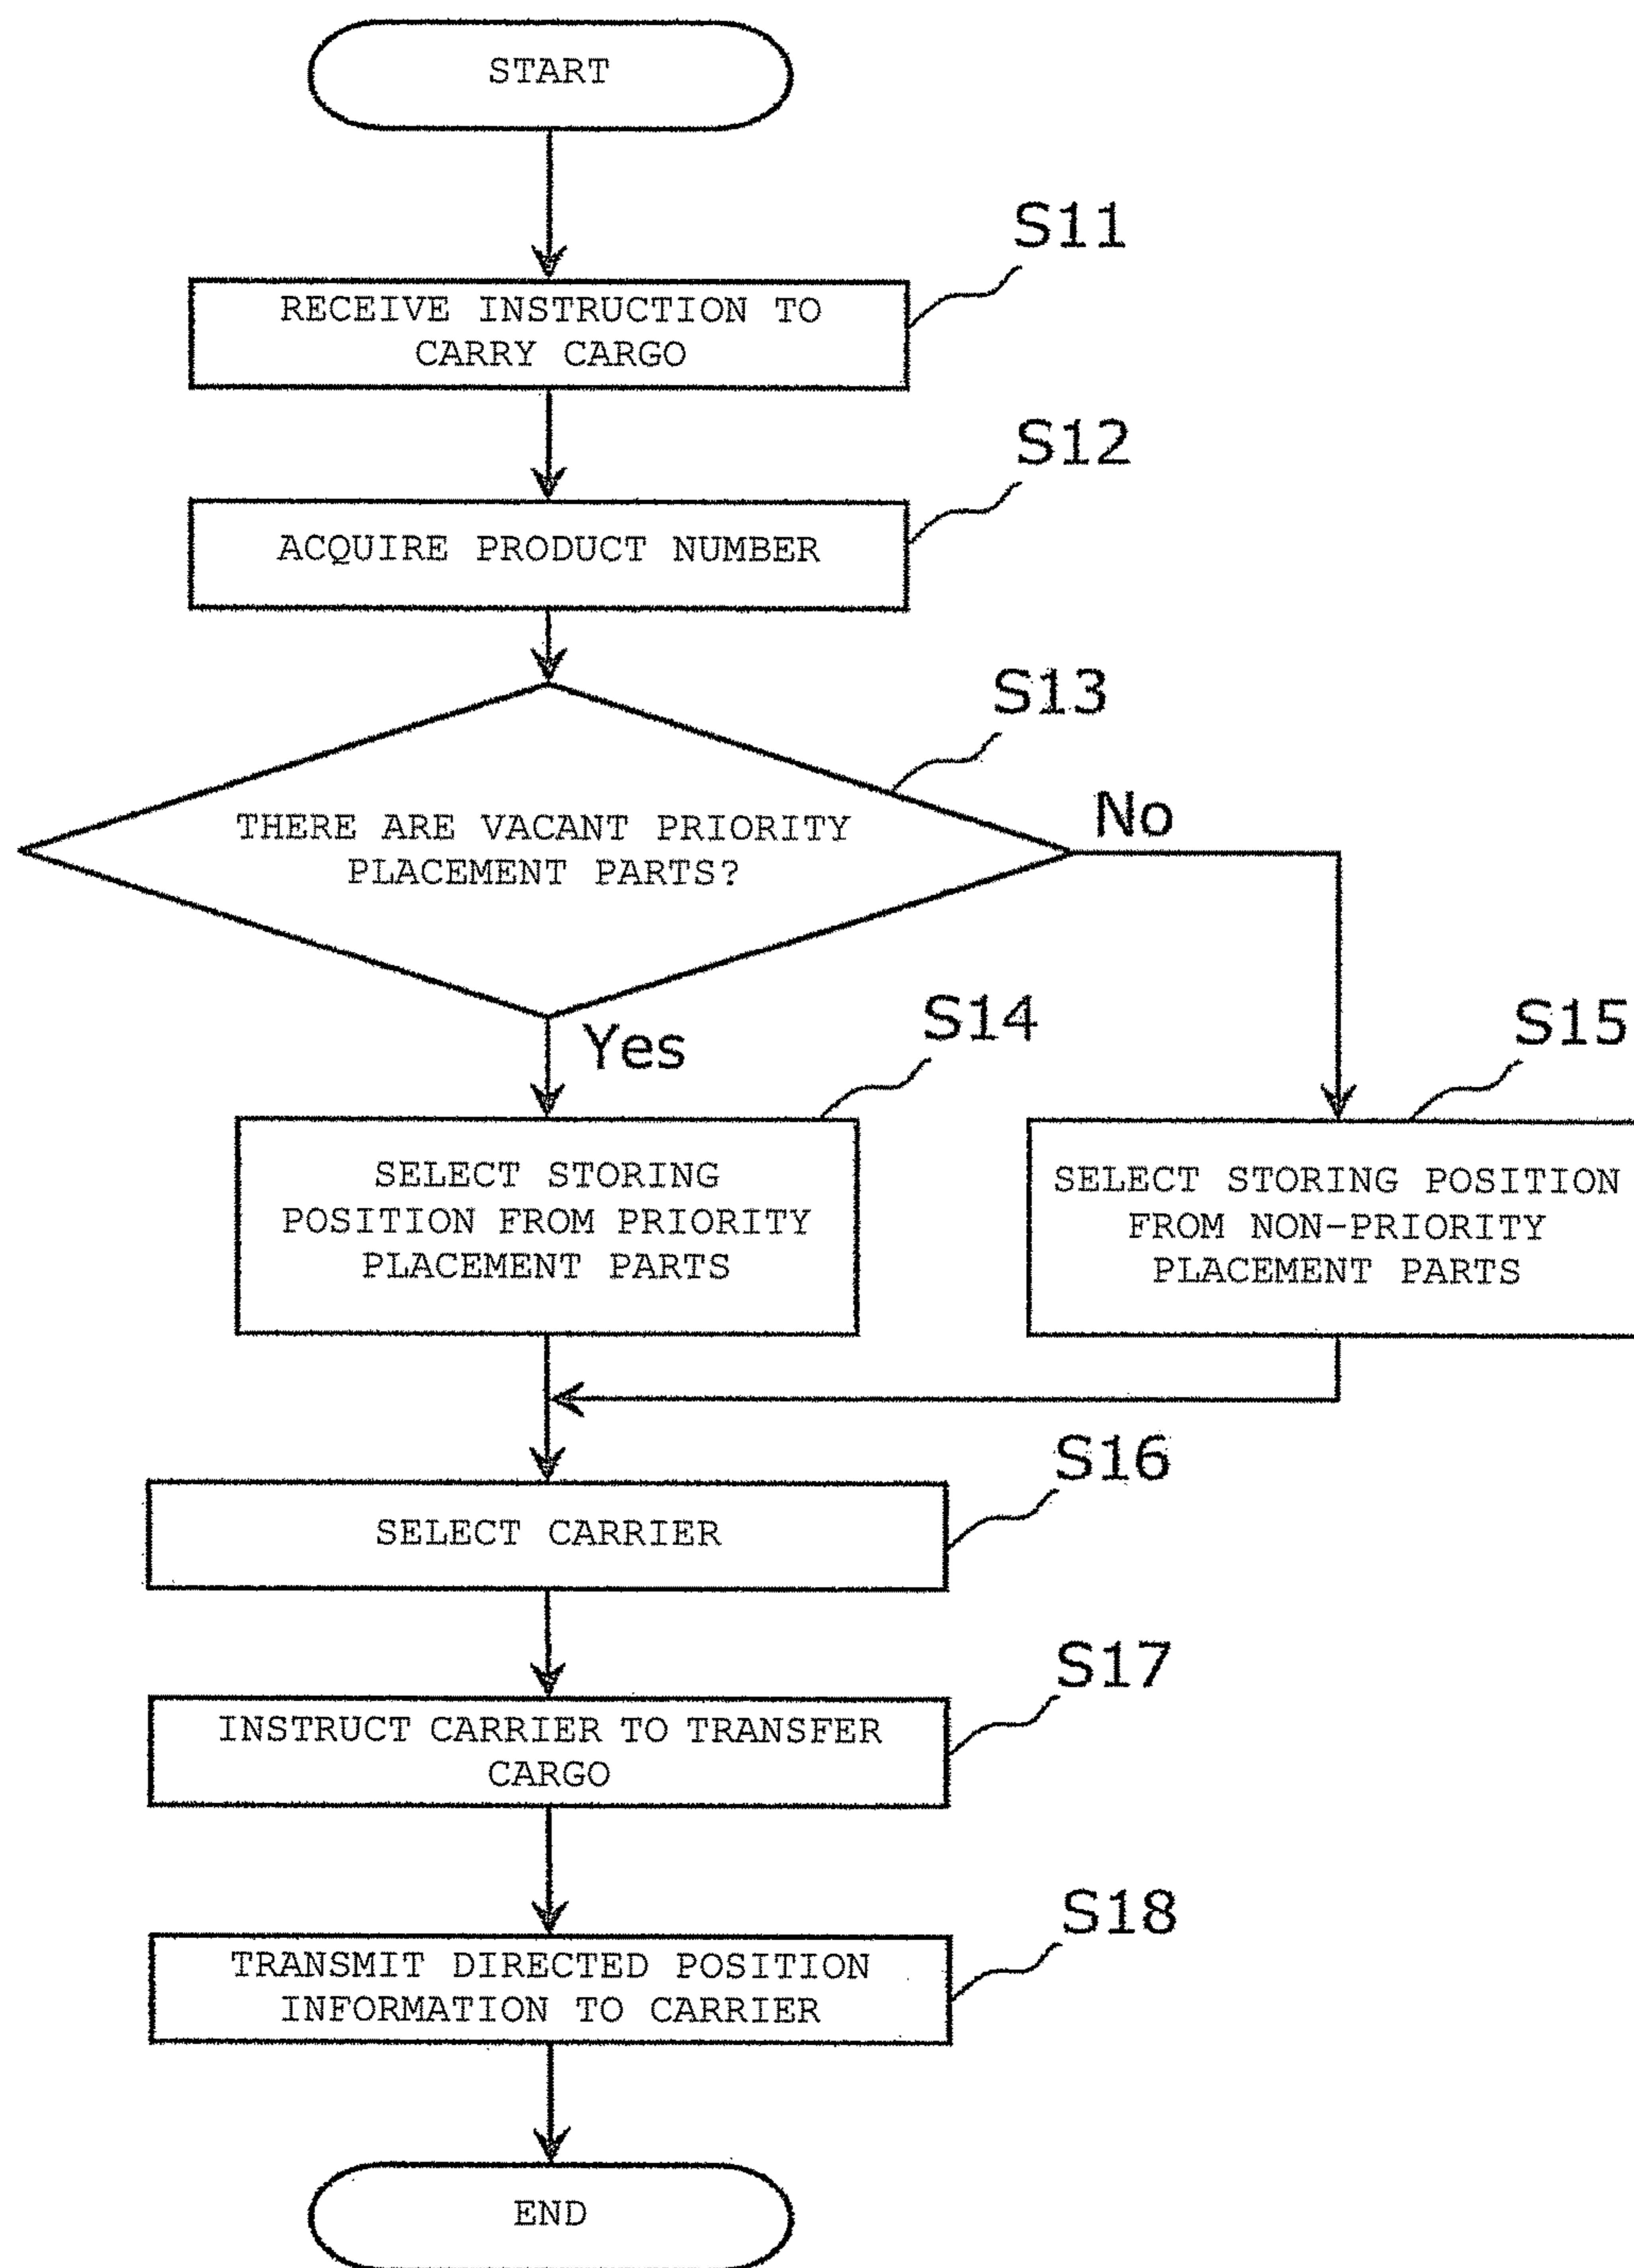 START
S11
RECEIVE INSTRUCTION TO
CARRY CARGO
S12
ACQUIRE PRODUCT NUMBER
S13
THERE ARE VACANT PRIORITY
PLACEMENT PARTS?
No
Yes
S14
SELECT STORING
POSITION FROM PRIORITY
PLACEMENT PARTS
S15
SELECT STORING POSITION
FROM NON-PRIORITY
PLACEMENT PARTS
S16
SELECT CARRIER
S17
INSTRUCT CARRIER TO TRANSFER
CARGO
S18
TRANSMIT DIRECTED POSITION
INFORMATION TO CARRIER
END